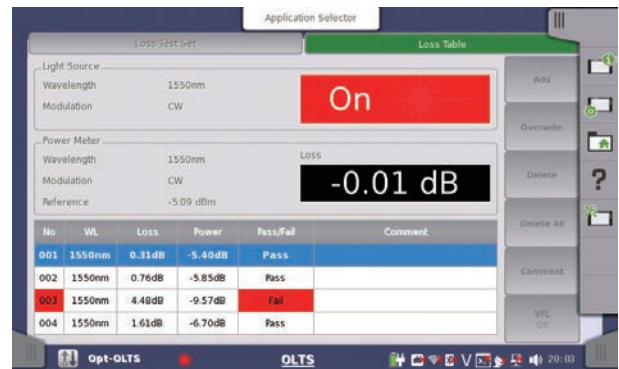 Application Selector
Loss Test Set
Loss Table
Light Source
Wavelength 1550nm
Modulation CW
On
Power Meter
Wavelength 1550nm
Modulation CW
Reference -5.09 dBm
Loss
-0.01 dB
Add
Overwrite
Delete
Delete All
Comment
VFL
Off
?
No WL Loss Power Pass/Fail Comment
001 1550nm 0.31dB -5.40dB Pass
002 1550nm 0.76dB -5.85dB Pass
003 1550nm 4.48dB -9.57dB Fail
004 1550nm 1.61dB -6.70dB Pass
Opt-OLTS OLTS V 20:03